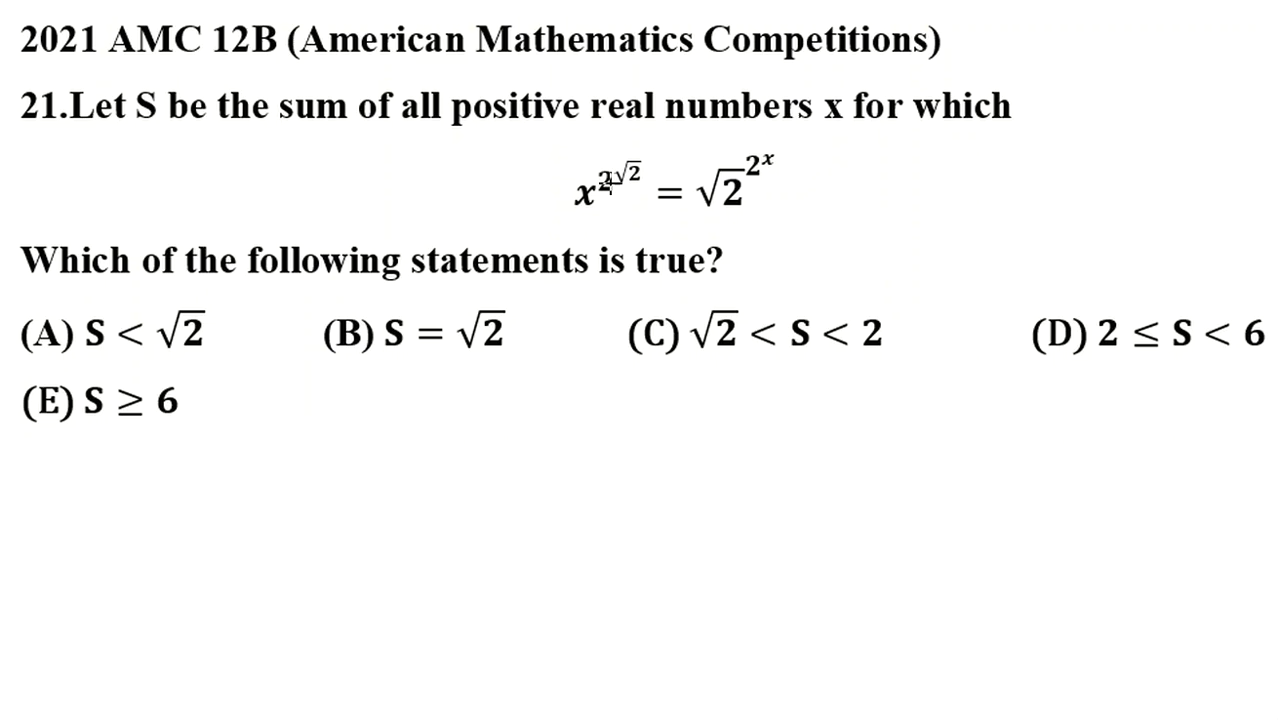 2021 AMC 12B (American Mathematics Competitions)
21.Let S be the sum of all positive real numbers x for which
x^{2^{√2}} = √2^{2^x}
Which of the following statements is true?
(A) S < √2 (B) S = √2 (C) √2 < S < 2 (D) 2 ≤ S < 6
(E) S ≥ 6